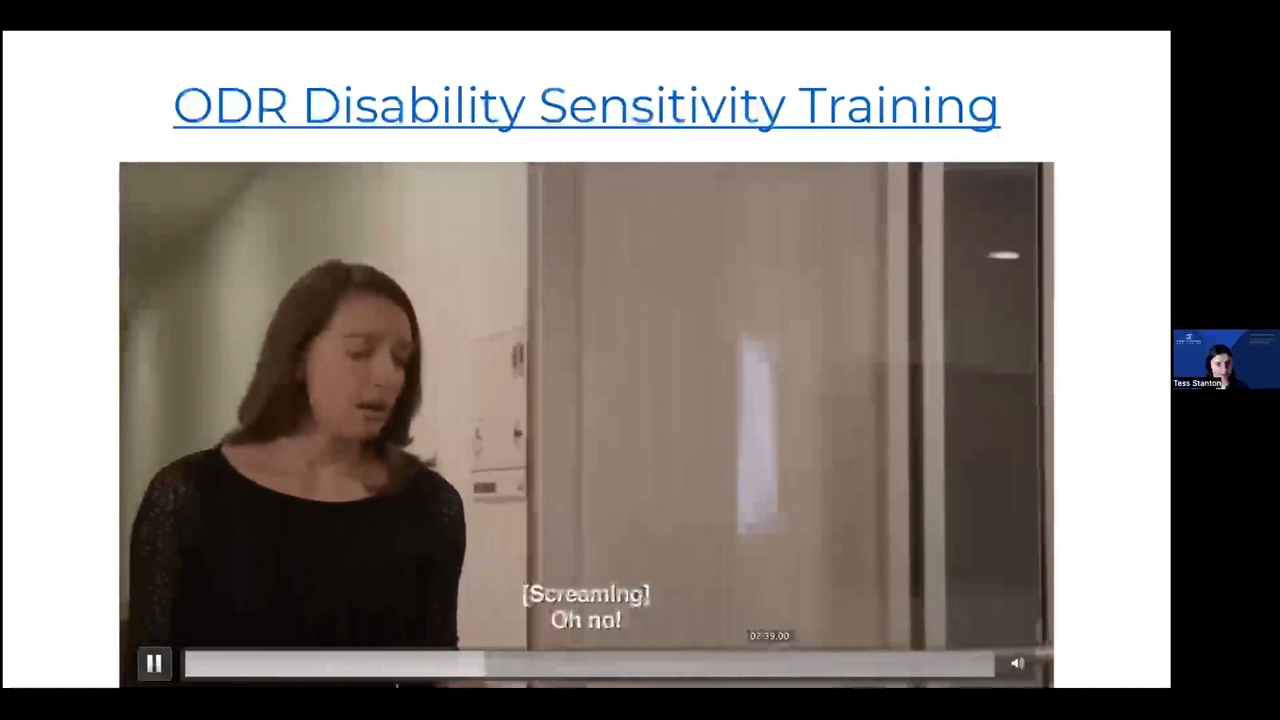 ODR Disability Sensitivity Training
[Screaming]
Oh no!
02:39.00
Tess Stanton